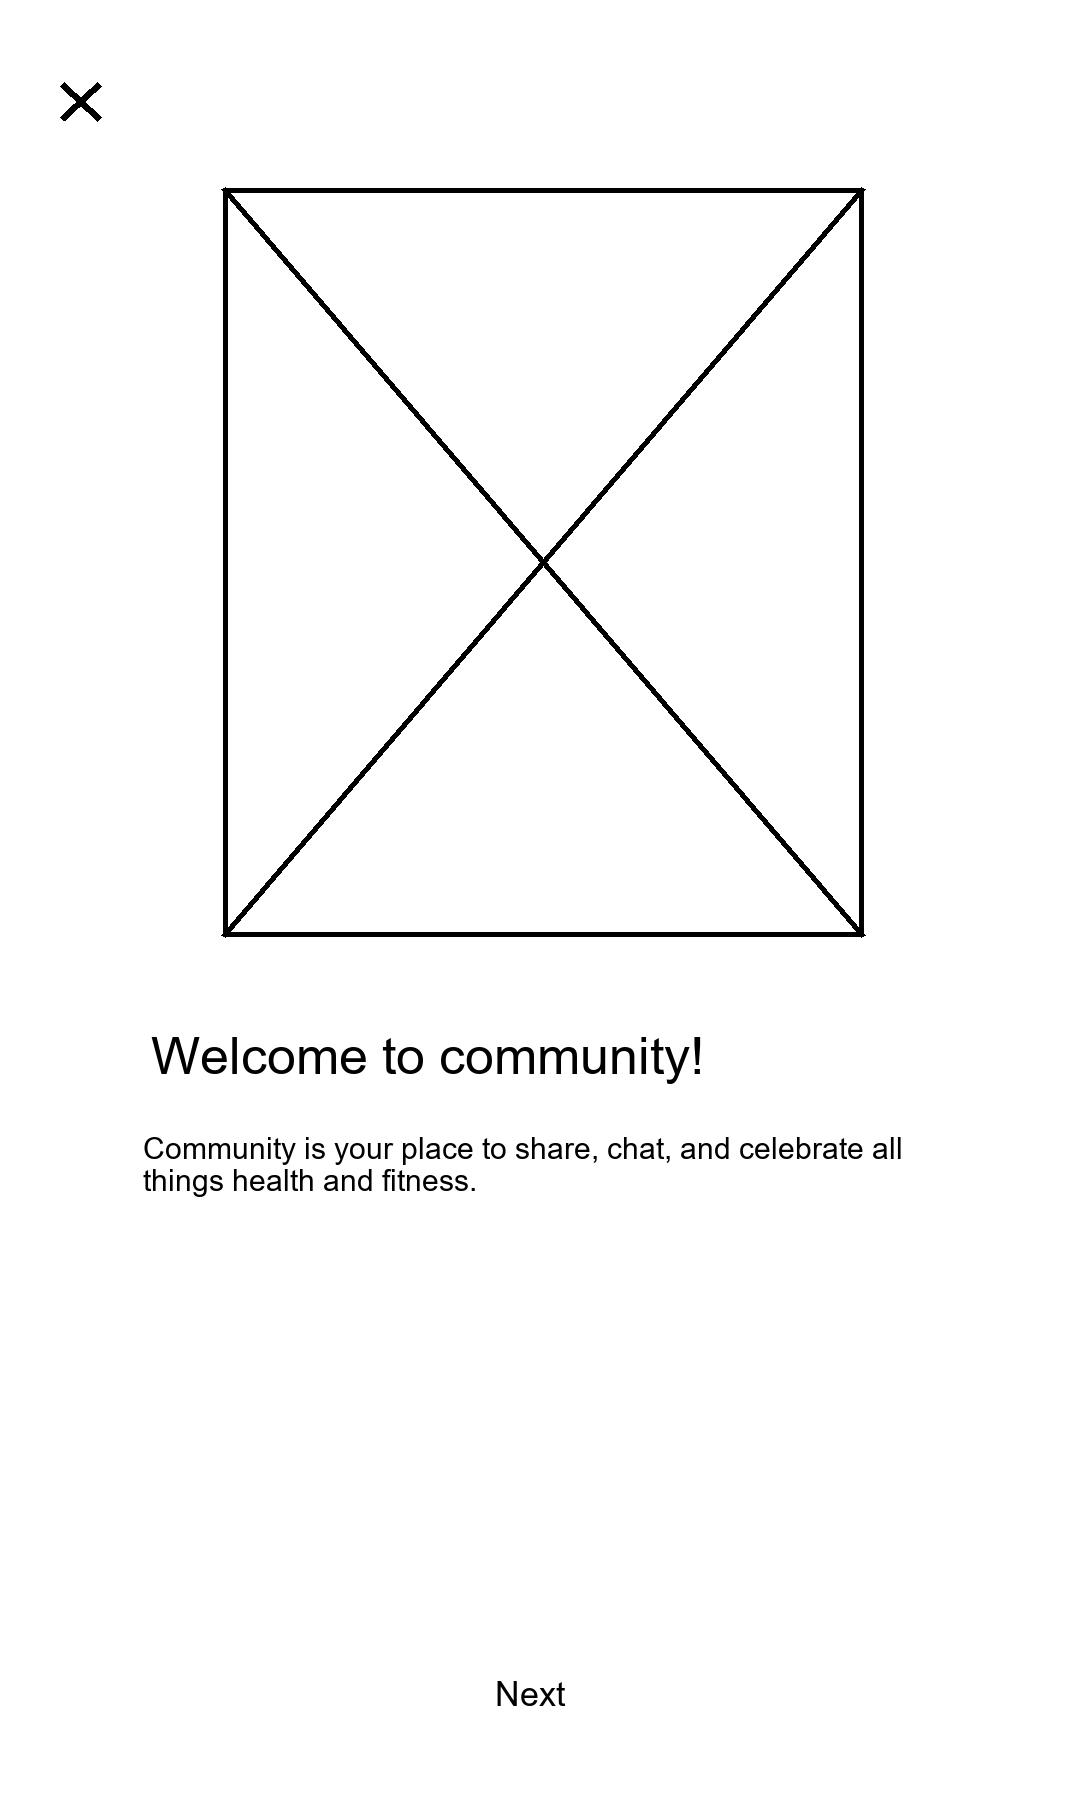 Welcome to community!
Community is your place to share, chat, and celebrate all
things health and fitness.
Next